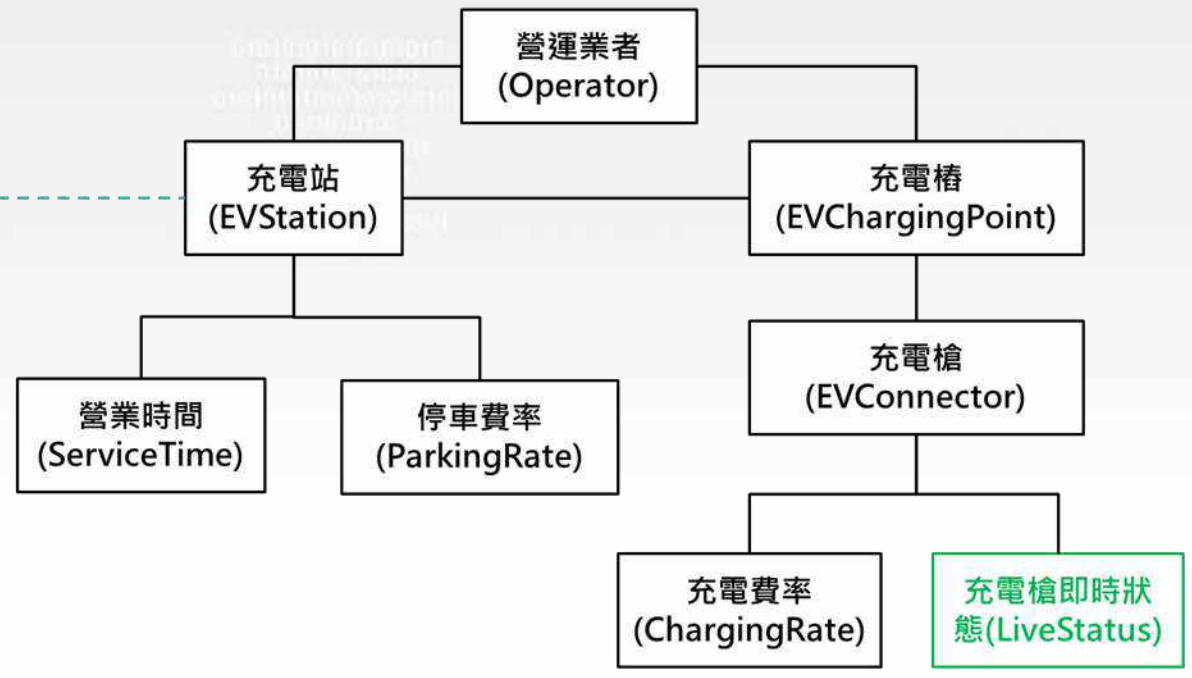 營運業者
(Operator)
充電站
(EVStation)
充電樁
(EVChargingPoint)
充電槍
(EVConnector)
營業時間
(ServiceTime)
停車費率
(ParkingRate)
充電費率
(ChargingRate)
充電槍即時狀
態(LiveStatus)